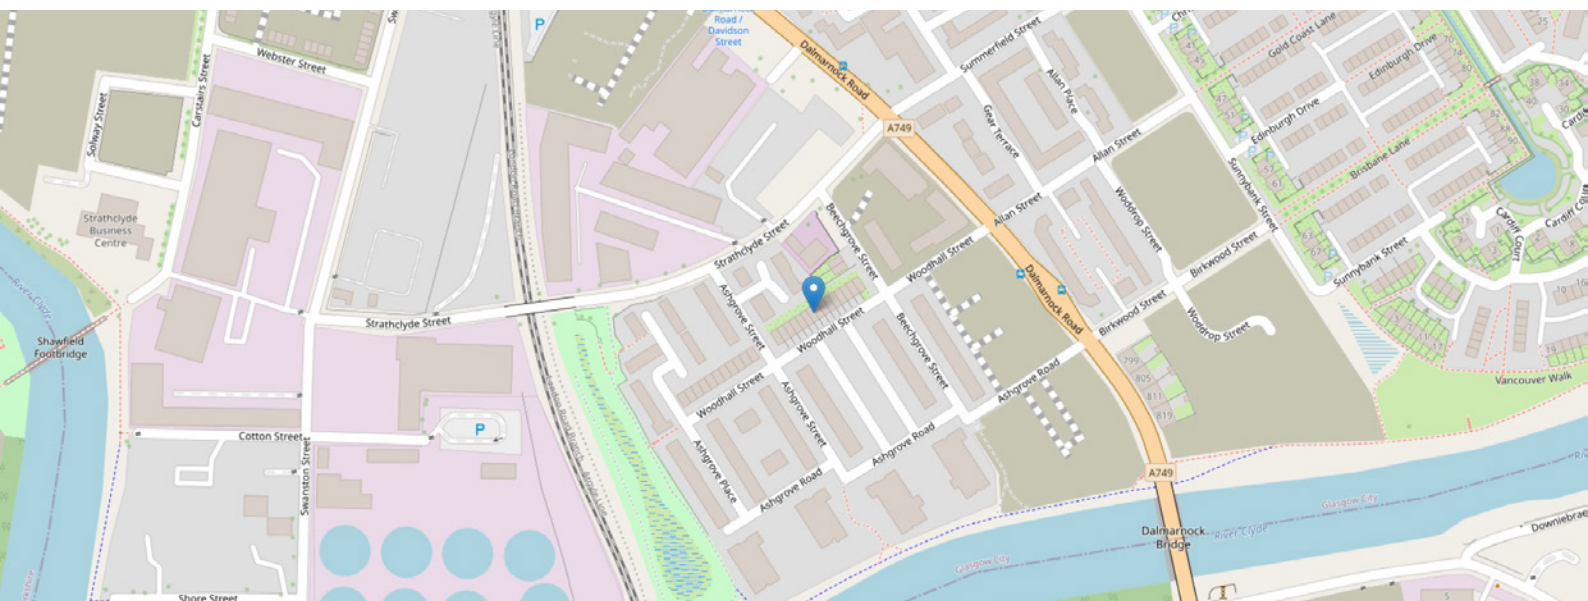 Road /
Davidson
Street
P
Webster Street
Carstairs Street
Solway Street
Strathclyde
Business
Centre
Dalmarnock Road
A749
Summerfield Street
Allan Place
Gear Terrace
Allan Street
Allan Street
Gold Coast Lane
Edinburgh Drive
Edinburgh Drive
Brisbane Lane
Sunnybank Street
Sunnybank Street
Cardiff Court
Woddrop Street
Woddrop Street
Birkwood Street
Birkwood Street
Dalmarnock Road
Beechgrove Street
Beechgrove Street
Woodhall Street
Woodhall Street
Woodhall Street
Strathclyde Street
Strathclyde Street
Ashgrove Street
Ashgrove Street
Ashgrove Road
Ashgrove Road
Ashgrove Road
Ashgrove Place
River Clyde
Shawfield
Footbridge
Cotton Street
P
Swanston Street
Shore Street
799
805
811
819
Vancouver Walk
A749
Dalmarnock
Bridge
Glasgow City
Glasgow City
River Clyde
Downiebrae